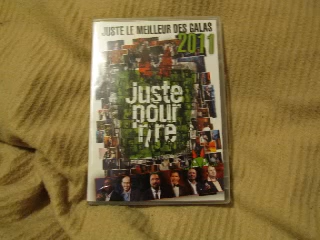 JUSTE LE MEILLEUR DES GALAS
2011
juste
pour
rire